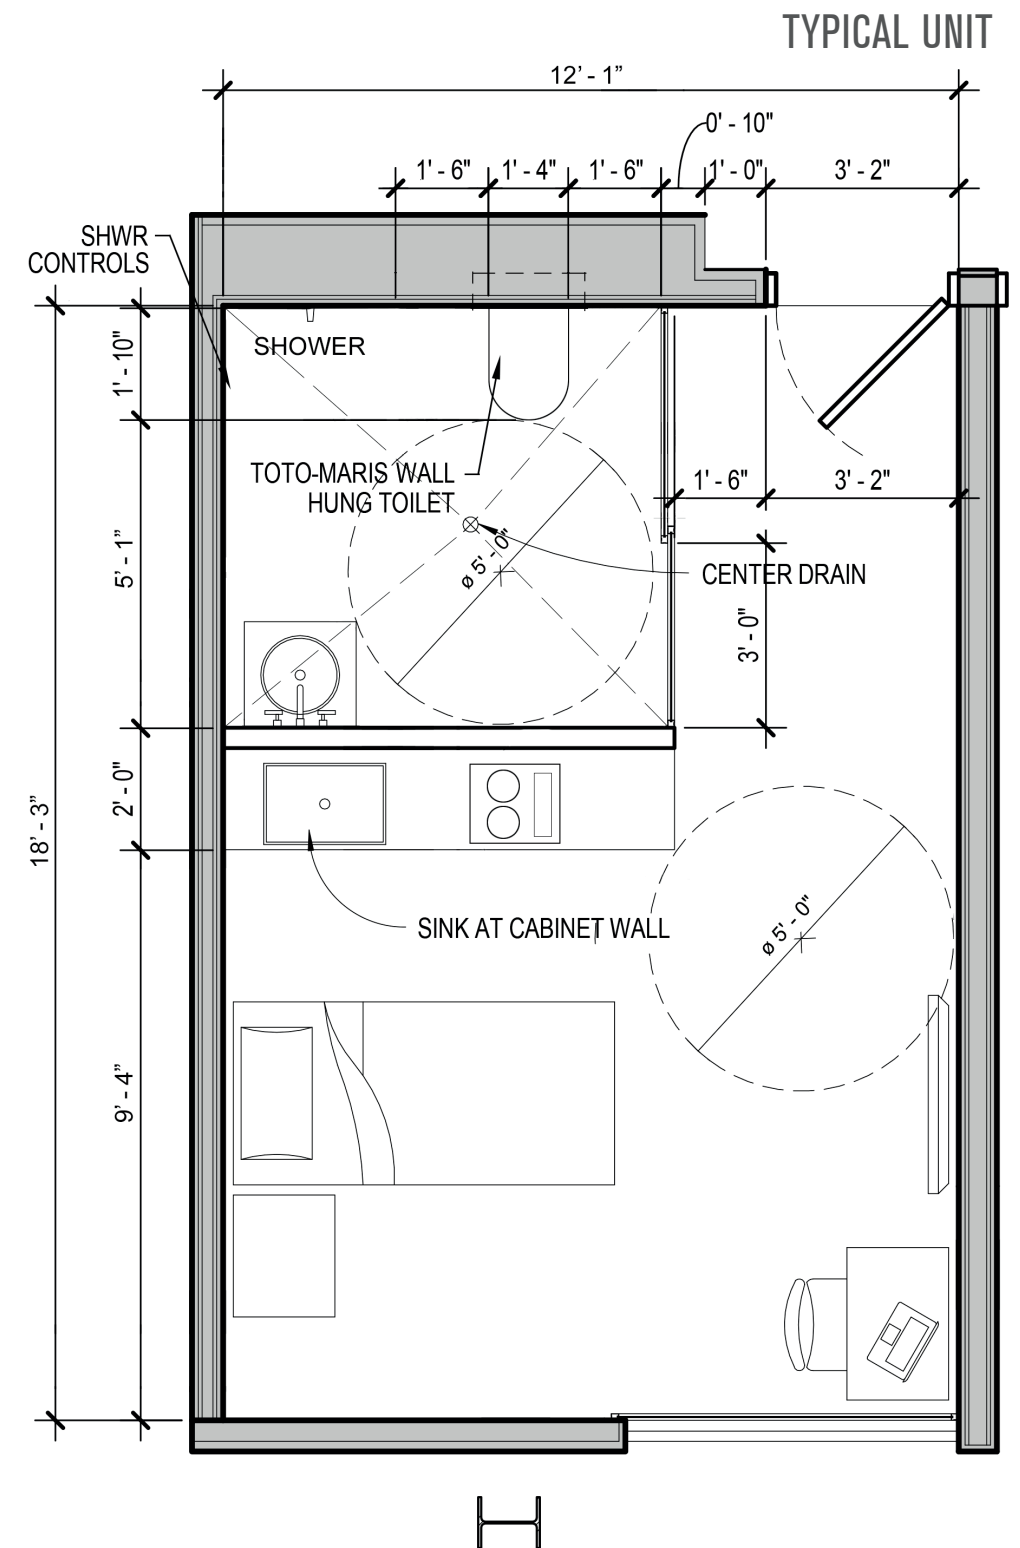 TYPICAL UNIT
12’ - 1”
0' - 10"
1' - 6"
1' - 4"
1' - 6"
1' - 0"
3' - 2"
SHWR
CONTROLS
SHOWER
1' - 10"
TOTO-MARIS WALL
HUNG TOILET
1' - 6"
3' - 2"
5’ - 1”
ø 5' - 0"
CENTER DRAIN
3' - 0"
2' - 0"
18’ - 3”
SINK AT CABINET WALL
ø 5' - 0"
9’ - 4”